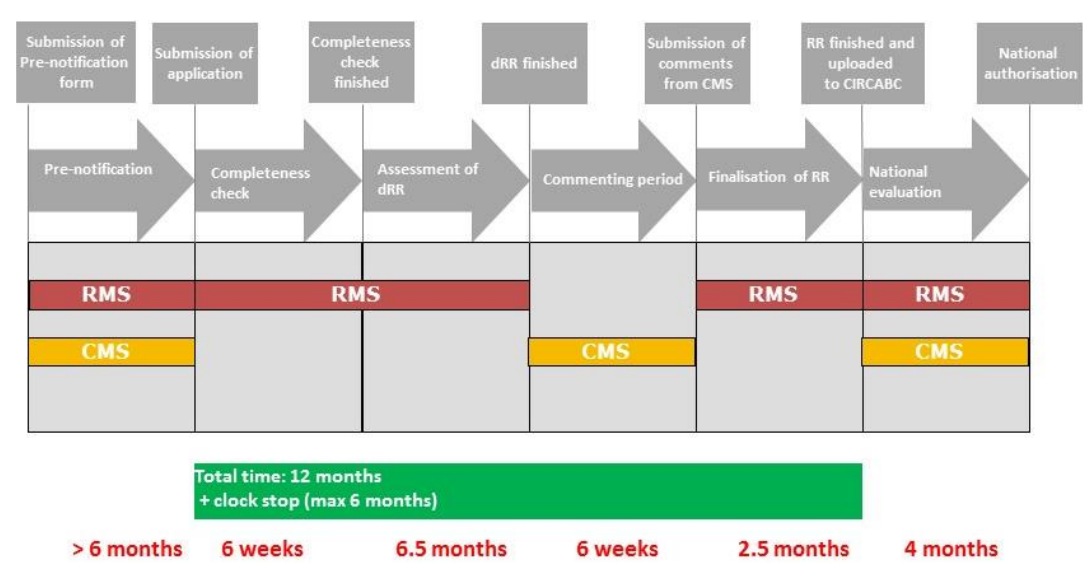 Submission of
Pre-notification
form
Submission of
application
Completeness
check
finished
dRR finished
Submission of
comments
from CMS
RR finished and
uploaded
to CIRCABC
National
authorisation
Pre-notification
Completeness
check
Assessment of
dRR
Commenting period
Finalisation of RR
National
evaluation
RMS
RMS
RMS
RMS
CMS
CMS
CMS
Total time: 12 months
+ clock stop (max 6 months)
> 6 months
6 weeks
6.5 months
6 weeks
2.5 months
4 months